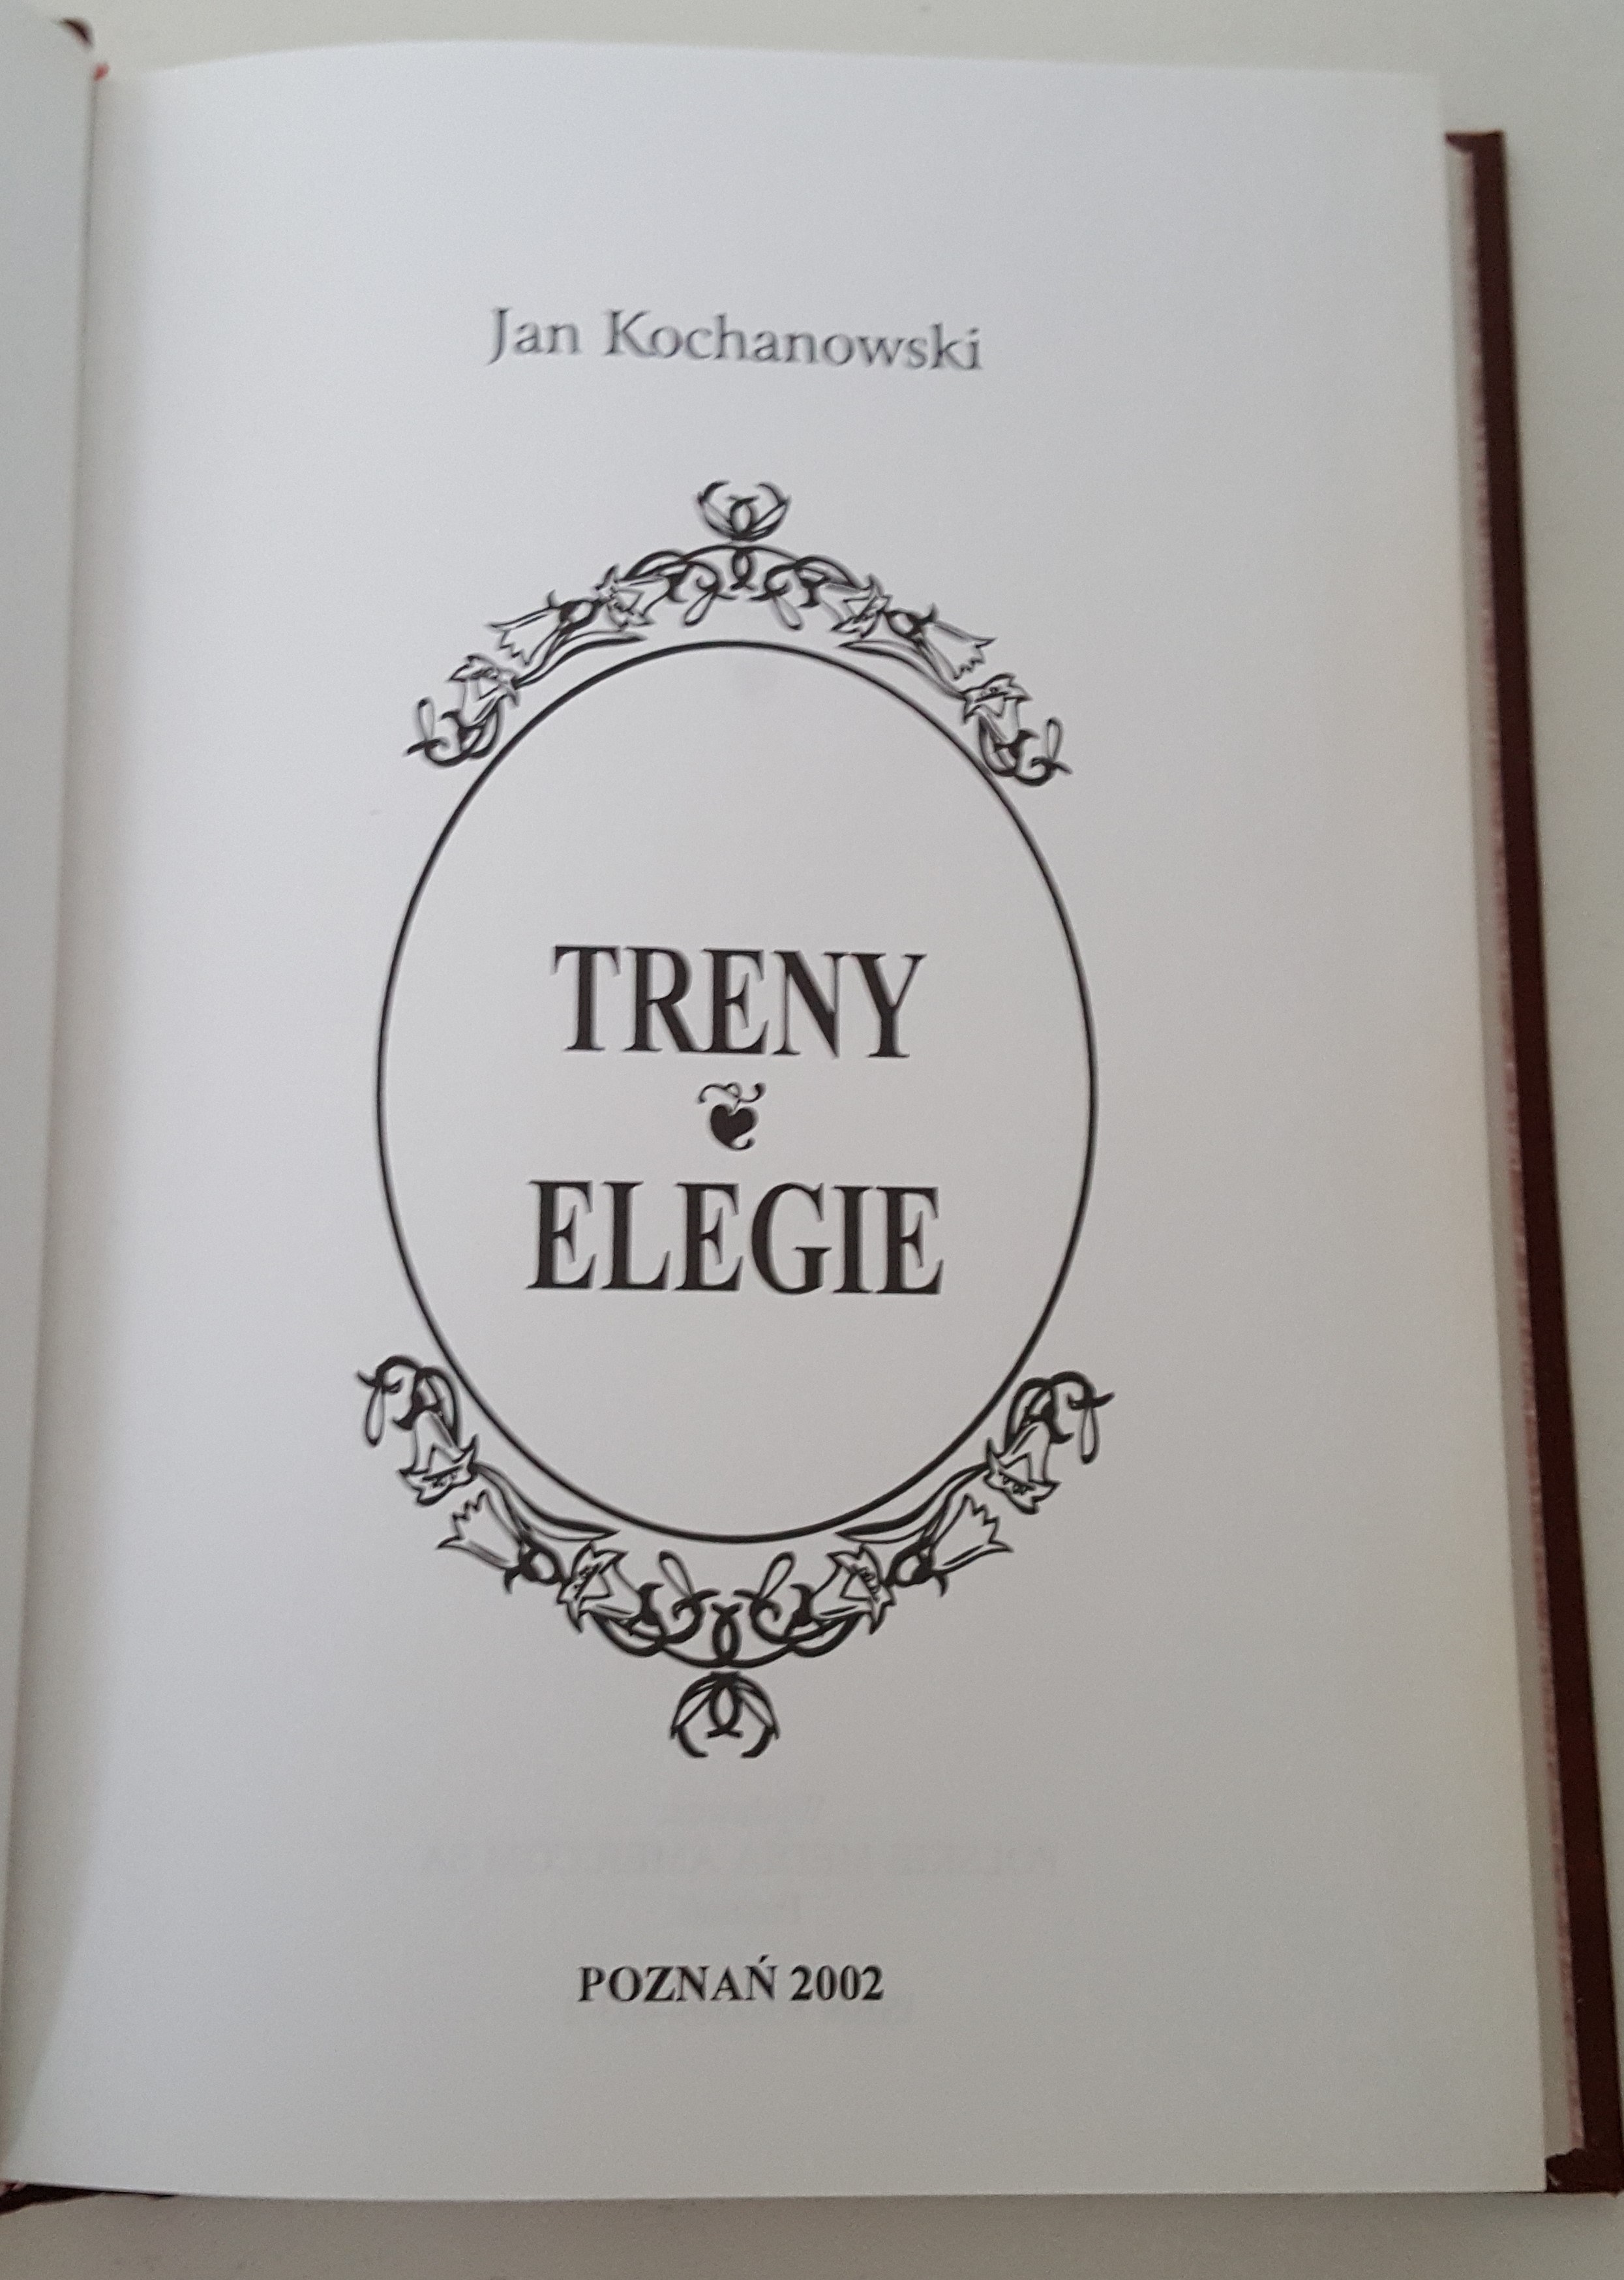 Jan Kochanowski
TRENY
ELEGIE
POZNAŃ 2002